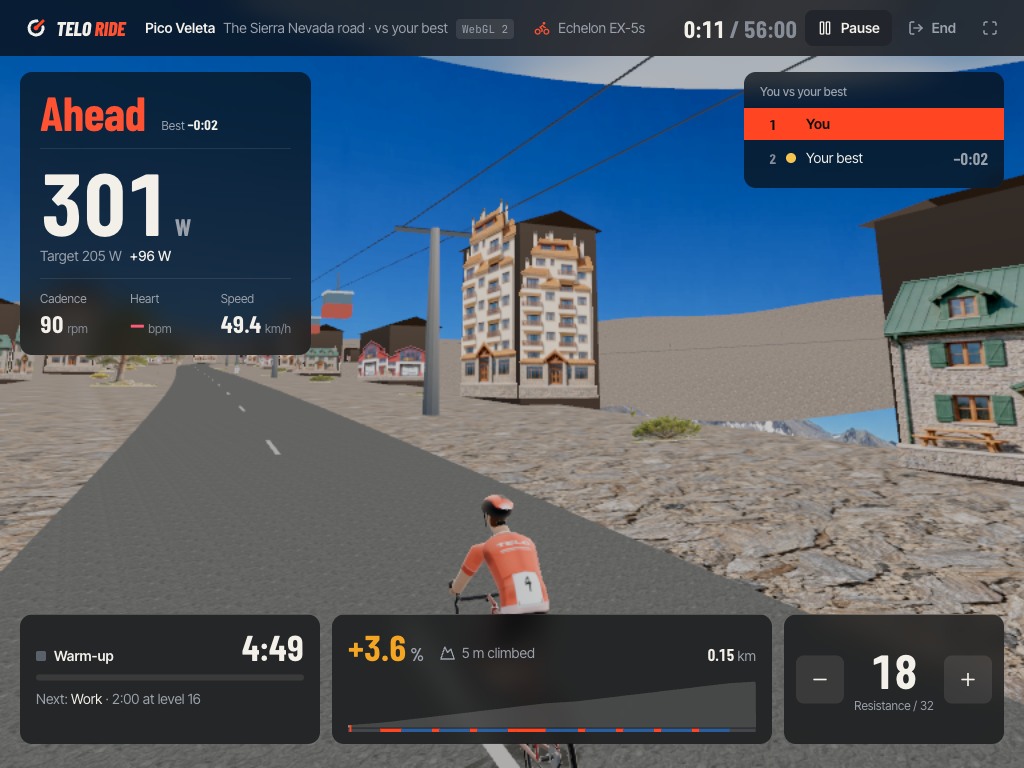 TELO RIDE
Pico Veleta The Sierra Nevada road · vs your best WebGL 2
Echelon EX-5s
0:11 / 56:00
Pause
End
Ahead Best −0:02
301 W
Target 205 W +96 W
Cadence Heart Speed
90 rpm – bpm 49.4 km/h
You vs your best
1 You
2 Your best −0:02
TELO
4
Warm-up 4:49
Next: Work · 2:00 at level 16
+3.6 % 5 m climbed 0.15 km
− 18 +
Resistance / 32